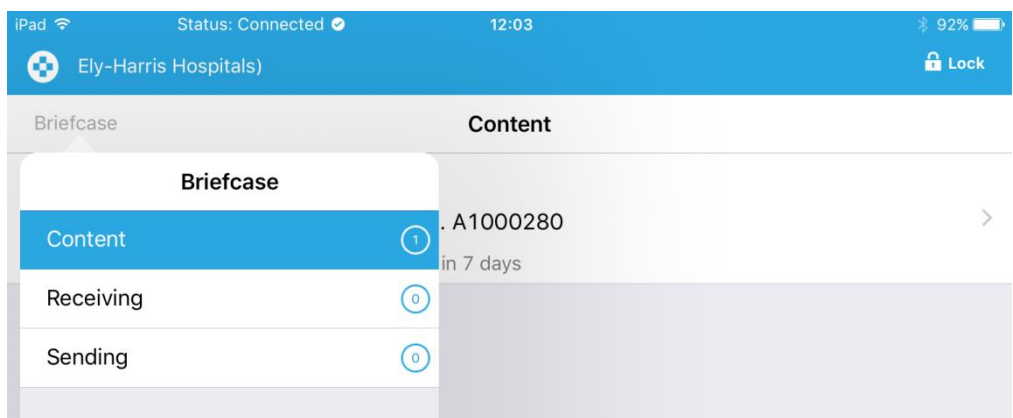 iPad Status: Connected 12:03 92%
Ely-Harris Hospitals) Lock
Briefcase Content
Briefcase
Content 1
. A1000280
in 7 days
Receiving 0
Sending 0